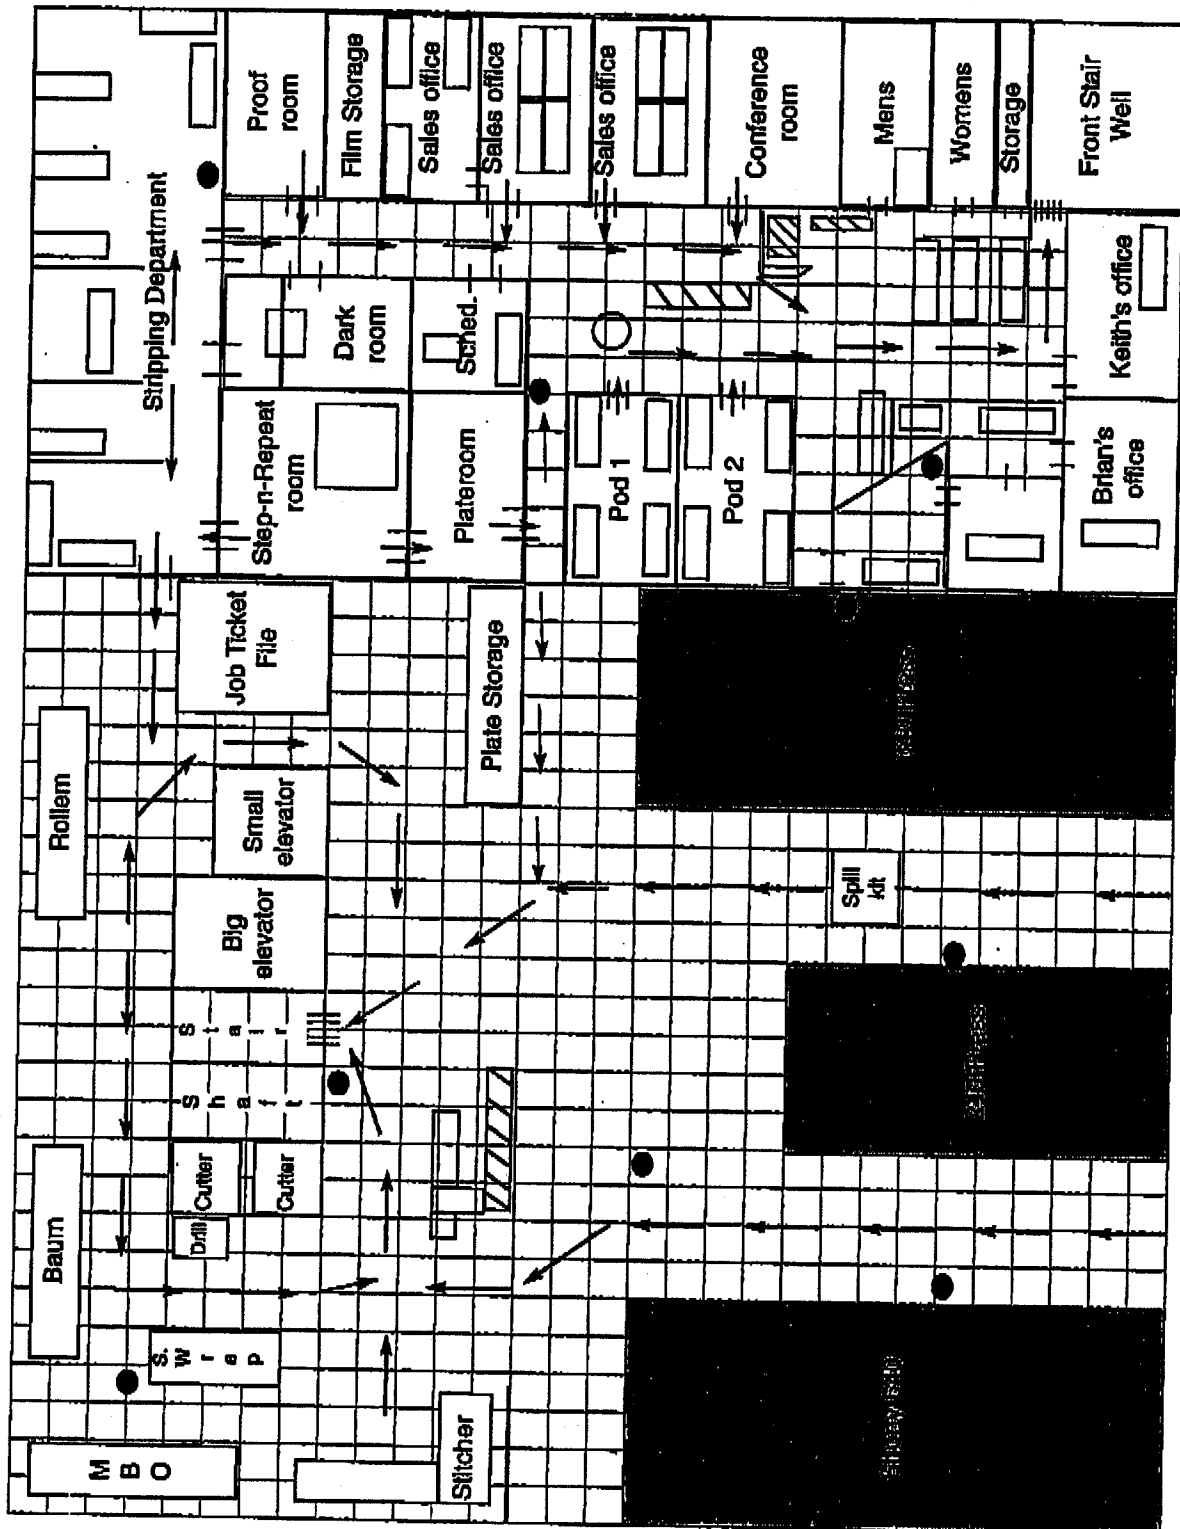 Stripping Department
Proof
room
Film Storage
Sales office
Sales office
Sales office
Conference
room
Mens
Womens
Storage
Front Stair
Well
Dark
room
Sched.
Step-n-Repeat
room
Plateroom
Pod 1
Pod 2
Keith's office
Brian's
office
Job Ticket
File
Plate Storage
Rollem
Small
elevator
Big
elevator
Stair
Shaft
Spill
kit
Baum
Cutter
Cutter
Drill
S.
W
r
a
p
M
B
O
Stitcher